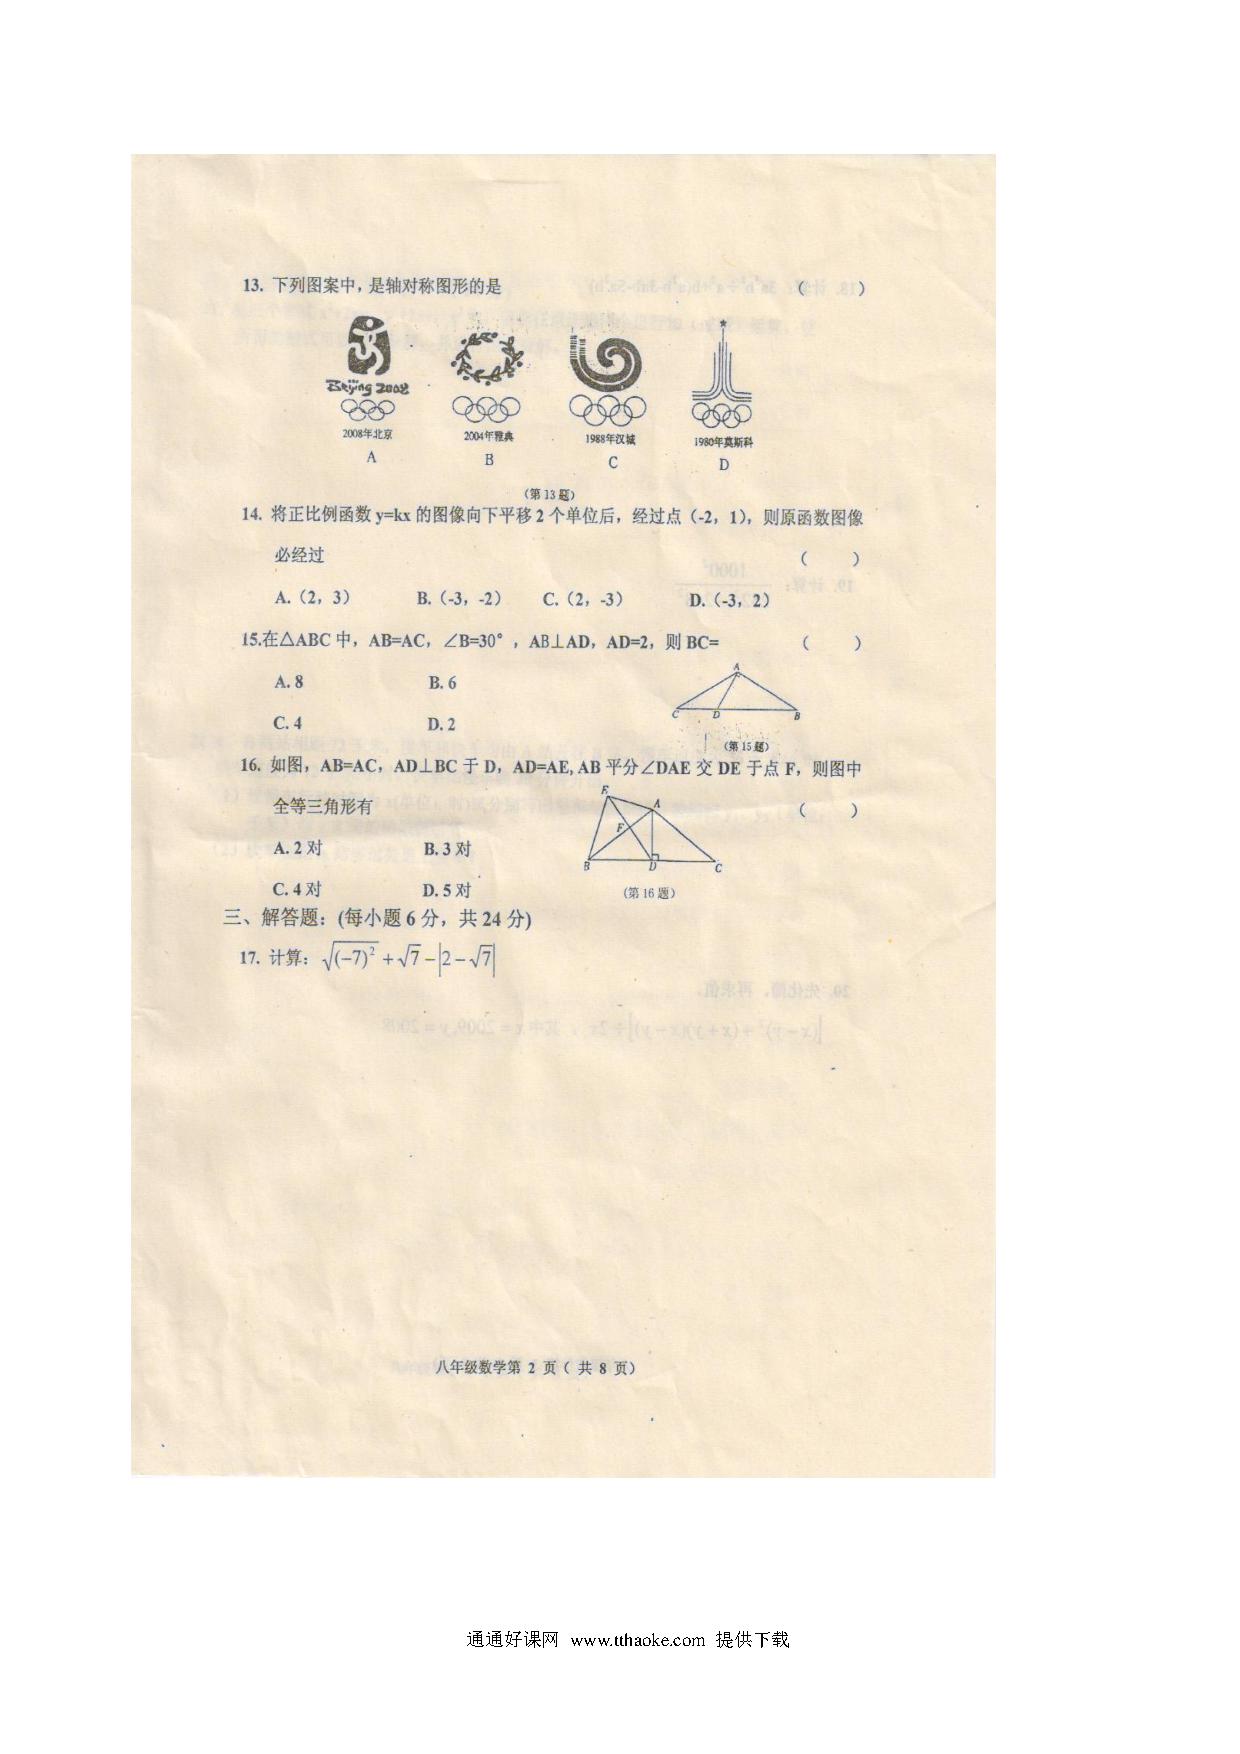 13. 下列图案中，是轴对称图形的是 （　　）
Beijing 2008
2008年北京 2004年雅典 1988年汉城 1980年莫斯科
A B C D
(第13题)
14. 将正比例函数 y=kx 的图像向下平移 2 个单位后，经过点（-2，1），则原函数图像
必经过 （　　）
A.（2，3） B.（-3，-2） C.（2，-3） D.（-3，2）
15.在△ABC 中，AB=AC，∠B=30°，AB⊥AD，AD=2，则 BC= （　　）
A. 8 B. 6
C. 4 D. 2
A
C D B
(第15题)
16. 如图，AB=AC，AD⊥BC 于 D，AD=AE, AB 平分∠DAE 交 DE 于点 F，则图中
全等三角形有 （　　）
A. 2 对 B. 3 对
C. 4 对 D. 5 对
E A
F
B D C
(第16题)
三、解答题：(每小题 6 分，共 24 分)
17. 计算：√(-7)² + √7 - |2 - √7|
八年级数学第 2 页（ 共 8 页）
通通好课网 www.tthaoke.com 提供下载